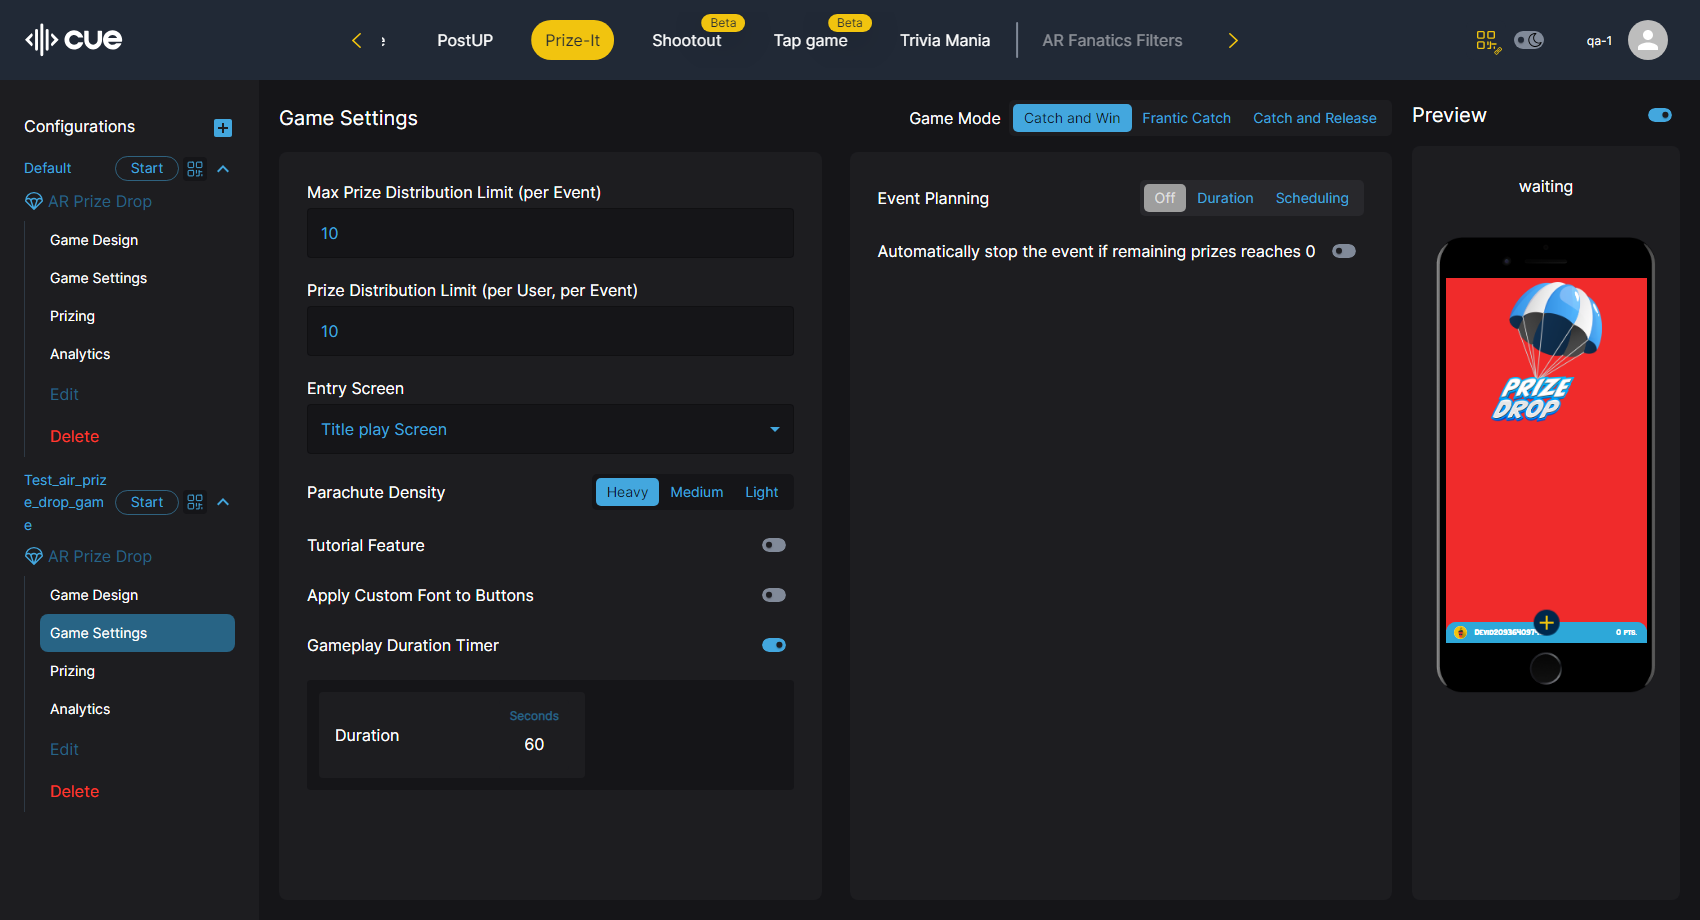 cue
e
PostUP
Prize-It
Shootout
Beta
Tap game
Beta
Trivia Mania
AR Fanatics Filters
qa-1
Configurations
Default
Start
AR Prize Drop
Game Design
Game Settings
Prizing
Analytics
Edit
Delete
Test_air_priz
e_drop_gam
e
Start
AR Prize Drop
Game Design
Game Settings
Prizing
Analytics
Edit
Delete
Game Settings
Game Mode
Catch and Win
Frantic Catch
Catch and Release
Max Prize Distribution Limit (per Event)
10
Prize Distribution Limit (per User, per Event)
10
Entry Screen
Title play Screen
Parachute Density
Heavy
Medium
Light
Tutorial Feature
Apply Custom Font to Buttons
Gameplay Duration Timer
Duration
Seconds
60
Event Planning
Off
Duration
Scheduling
Automatically stop the event if remaining prizes reaches 0
Preview
waiting
PRIZE
DROP
0 PTS.